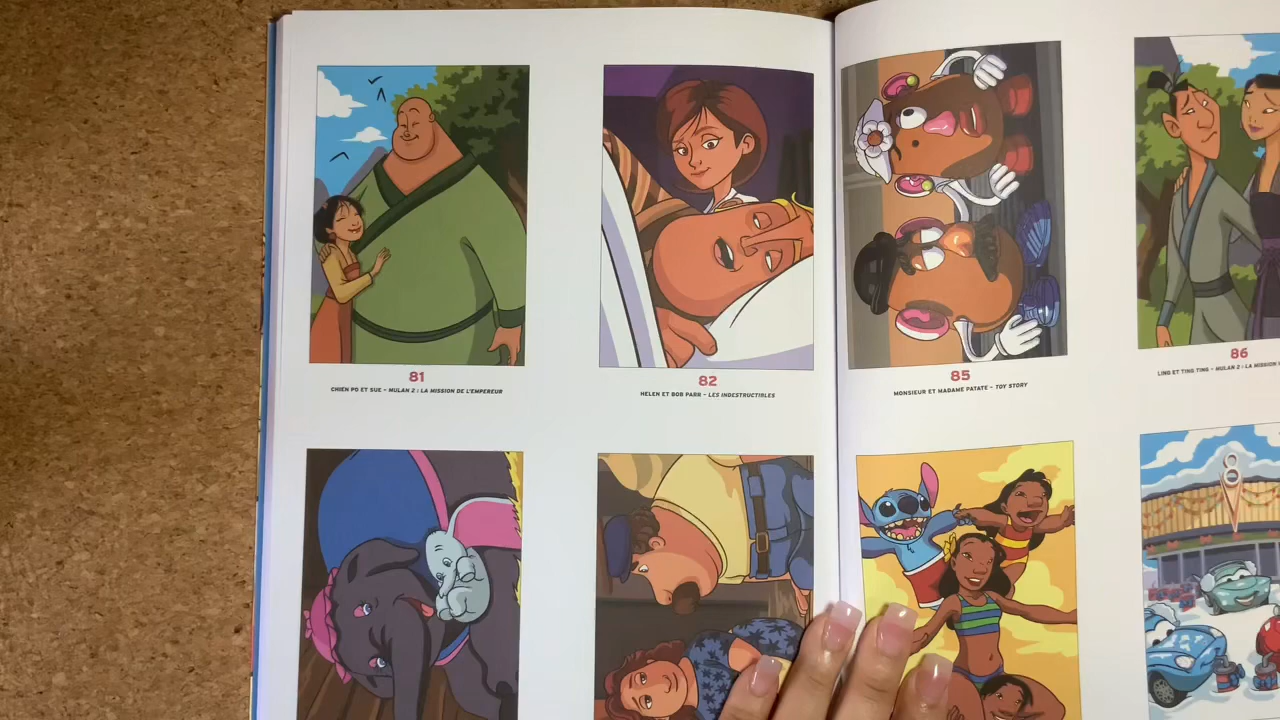 81
CHIEN PO ET SUE – MULAN 2 : LA MISSION DE L'EMPEREUR
82
HELEN ET BOB PARR – LES INDESTRUCTIBLES
85
MONSIEUR ET MADAME PATATE – TOY STORY
86
LING ET TING TING – MULAN 2 : LA MISSION
8